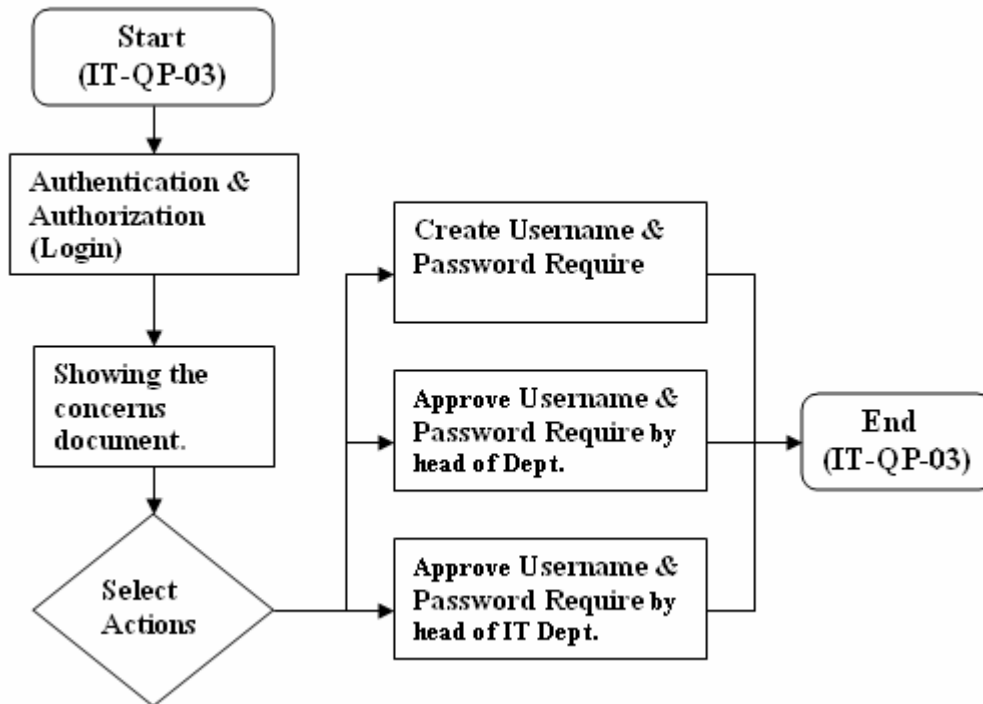 Start
(IT-QP-03)
Authentication &
Authorization
(Login)
Showing the
concerns
document.
Select
Actions
Create Username &
Password Require
Approve Username &
Password Require by
head of Dept.
Approve Username &
Password Require by
head of IT Dept.
End
(IT-QP-03)